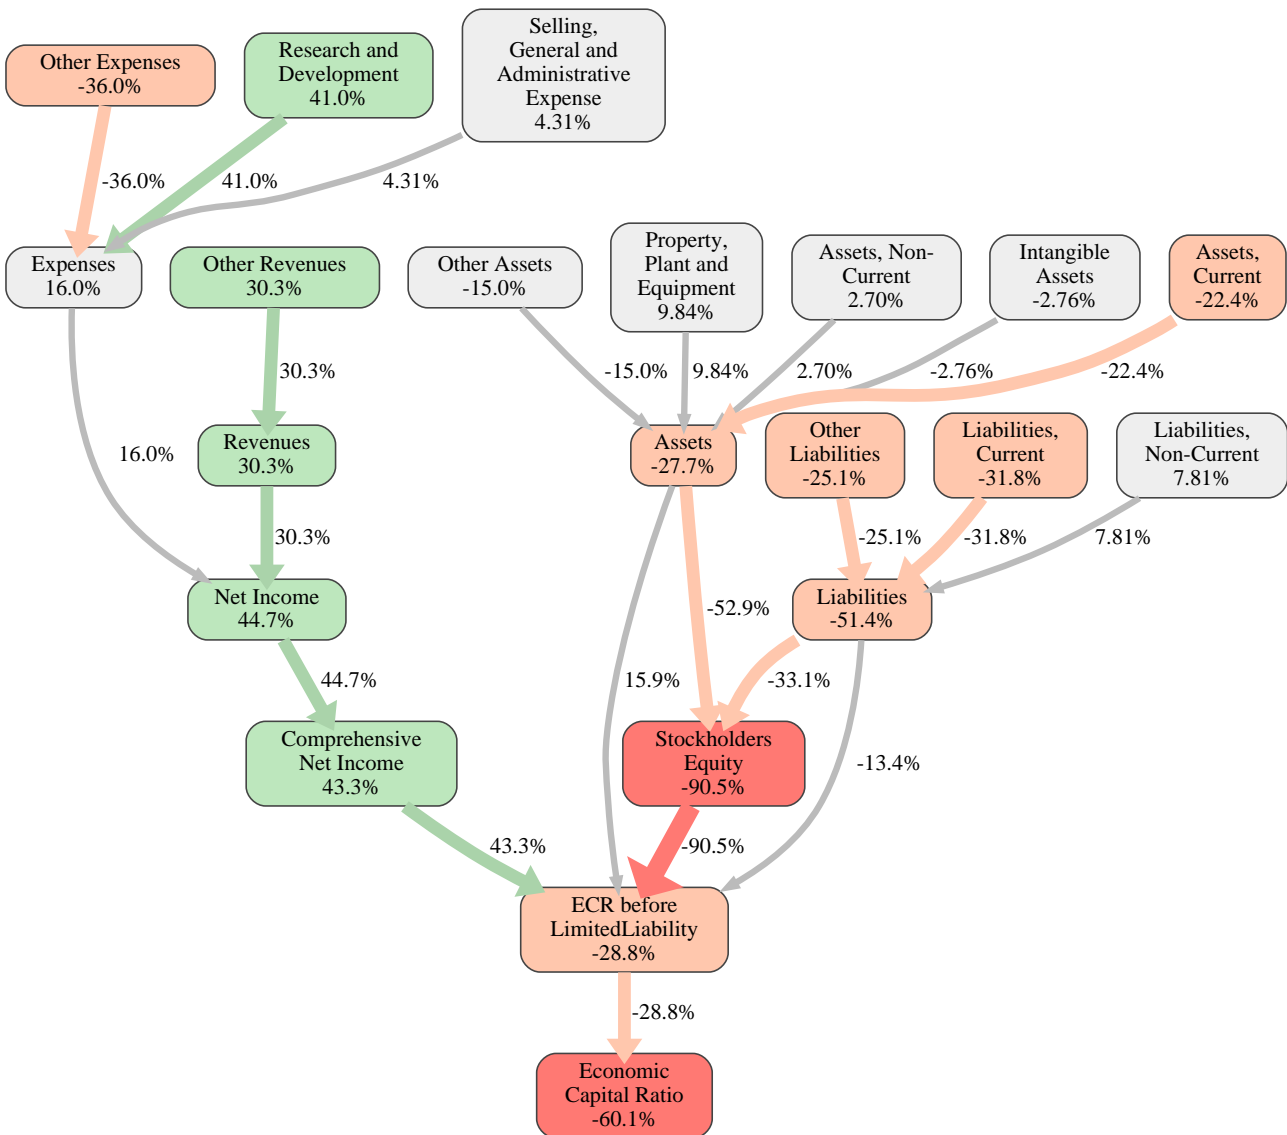 Other Expenses
-36.0%
Research and
Development
41.0%
Selling,
General and
Administrative
Expense
4.31%
-36.0%
41.0%
4.31%
Expenses
16.0%
Other Revenues
30.3%
Other Assets
-15.0%
Property,
Plant and
Equipment
9.84%
Assets, Non-
Current
2.70%
Intangible
Assets
-2.76%
Assets,
Current
-22.4%
30.3%
-15.0%
9.84%
2.70%
-2.76%
-22.4%
16.0%
Revenues
30.3%
Assets
-27.7%
Other
Liabilities
-25.1%
Liabilities,
Current
-31.8%
Liabilities,
Non-Current
7.81%
30.3%
-25.1%
-31.8%
7.81%
Net Income
44.7%
-52.9%
Liabilities
-51.4%
44.7%
15.9%
-33.1%
Comprehensive
Net Income
43.3%
Stockholders
Equity
-90.5%
-13.4%
43.3%
-90.5%
ECR before
LimitedLiability
-28.8%
-28.8%
Economic
Capital Ratio
-60.1%